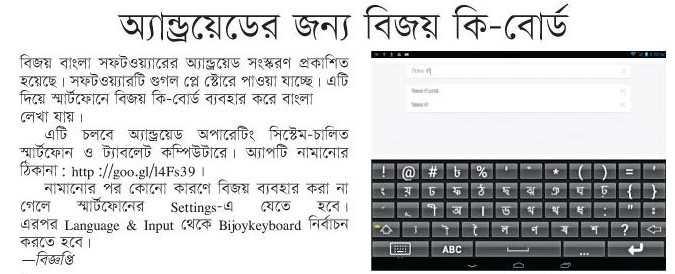 অ্যান্ড্রয়েডের জন্য বিজয় কি-বোর্ড
বিজয় বাংলা সফটওয়্যারের অ্যান্ড্রয়েড সংস্করণ প্রকাশিত
হয়েছে। সফটওয়্যারটি গুগল প্লে স্টোরে পাওয়া যাচ্ছে। এটি
দিয়ে স্মার্টফোনে বিজয় কি-বোর্ড ব্যবহার করে বাংলা
লেখা যায়।
এটি চলবে অ্যান্ড্রয়েড অপারেটিং সিস্টেম-চালিত
স্মার্টফোন ও ট্যাবলেট কম্পিউটারে। অ্যাপটি নামানোর
ঠিকানা : http ://goo.gl/l4Fs39 ।
নামানোর পর কোনো কারণে বিজয় ব্যবহার করা না
গেলে স্মার্টফোনের Settings-এ যেতে হবে।
এরপর Language & Input থেকে Bijoykeyboard নির্বাচন
করতে হবে।
—বিজ্ঞপ্তি
! @ # ৳ % * ( ) = '
ং য ঢ ফ ঠ ছ ঝ ঞ ঘ ট { }
অ । ভ থ ধ : " ;
ল ণ ষ শ ?
ABC ...